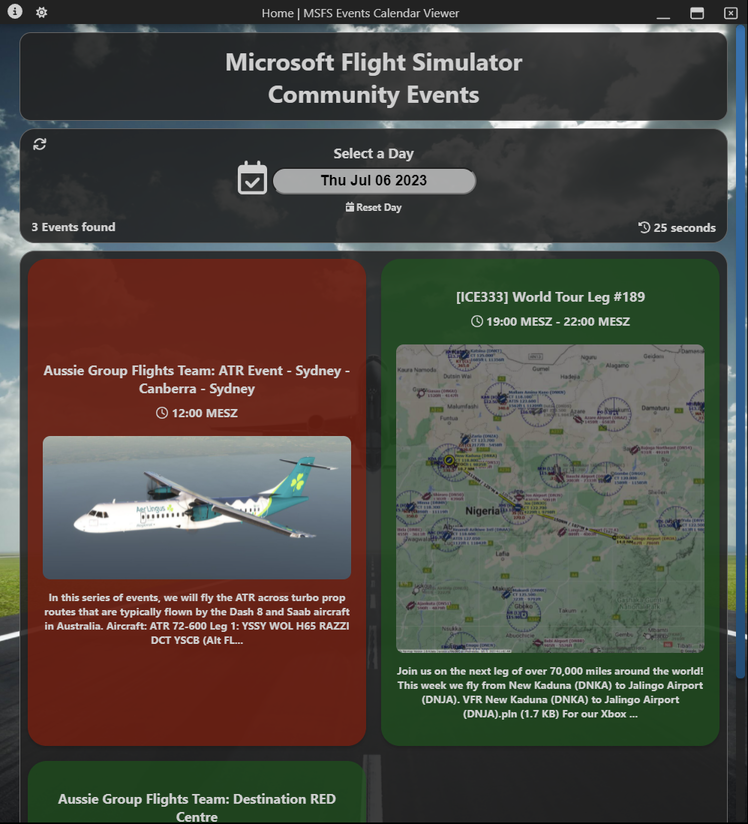 Home | MSFS Events Calendar Viewer
Microsoft Flight Simulator
Community Events
Select a Day
Thu Jul 06 2023
Reset Day
3 Events found
25 seconds
Aussie Group Flights Team: ATR Event - Sydney -
Canberra - Sydney
12:00 MESZ
Aer Lingus
In this series of events, we will fly the ATR across turbo prop
routes that are typically flown by the Dash 8 and Saab aircraft
in Australia. Aircraft: ATR 72-600 Leg 1: YSSY WOL H65 RAZZI
DCT YSCB (Alt FL...
[ICE333] World Tour Leg #189
19:00 MESZ - 22:00 MESZ
Nigeria
Lafia
Join us on the next leg of over 70,000 miles around the world!
This week we fly from New Kaduna (DNKA) to Jalingo Airport
(DNJA). VFR New Kaduna (DNKA) to Jalingo Airport
(DNJA).pln (1.7 KB) For our Xbox ...
Aussie Group Flights Team: Destination RED
Centre